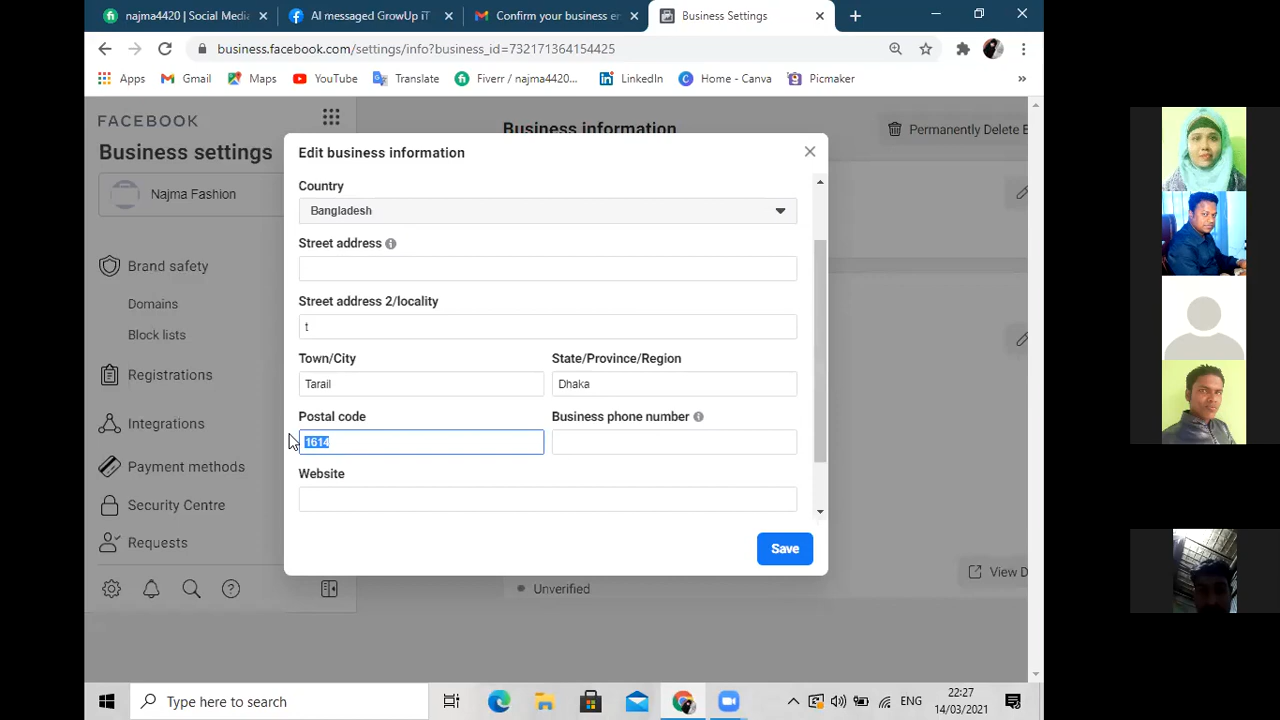 najma4420 | Social Media
AI messaged GrowUp iT
Confirm your business e
Business Settings
business.facebook.com/settings/info?business_id=732171364154425
Apps
Gmail
Maps
YouTube
Translate
Fiverr / najma4420...
LinkedIn
Home - Canva
Picmaker
FACEBOOK
Business settings
Najma Fashion
Brand safety
Domains
Block lists
Registrations
Integrations
Payment methods
Security Centre
Requests
Business information
Permanently Delete B
Edit business information
Country
Bangladesh
Street address
Street address 2/locality
t
Town/City
State/Province/Region
Tarail
Dhaka
Postal code
Business phone number
1614
Website
Save
View D
Unverified
Type here to search
ENG
22:27
14/03/2021